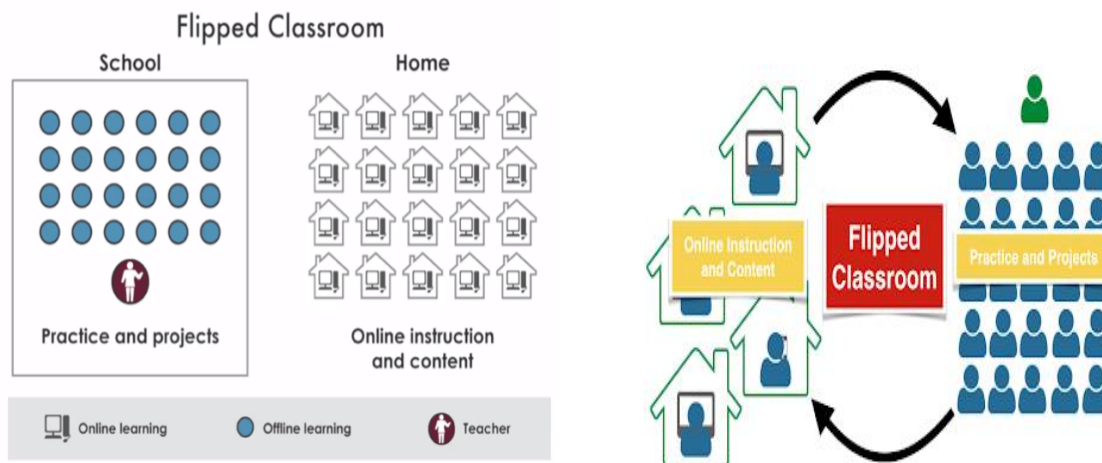 Flipped Classroom
School
Home
Practice and projects
Online instruction
and content
Online learning
Offline learning
Teacher
Online Instruction
and Content
Flipped
Classroom
Practice and Projects